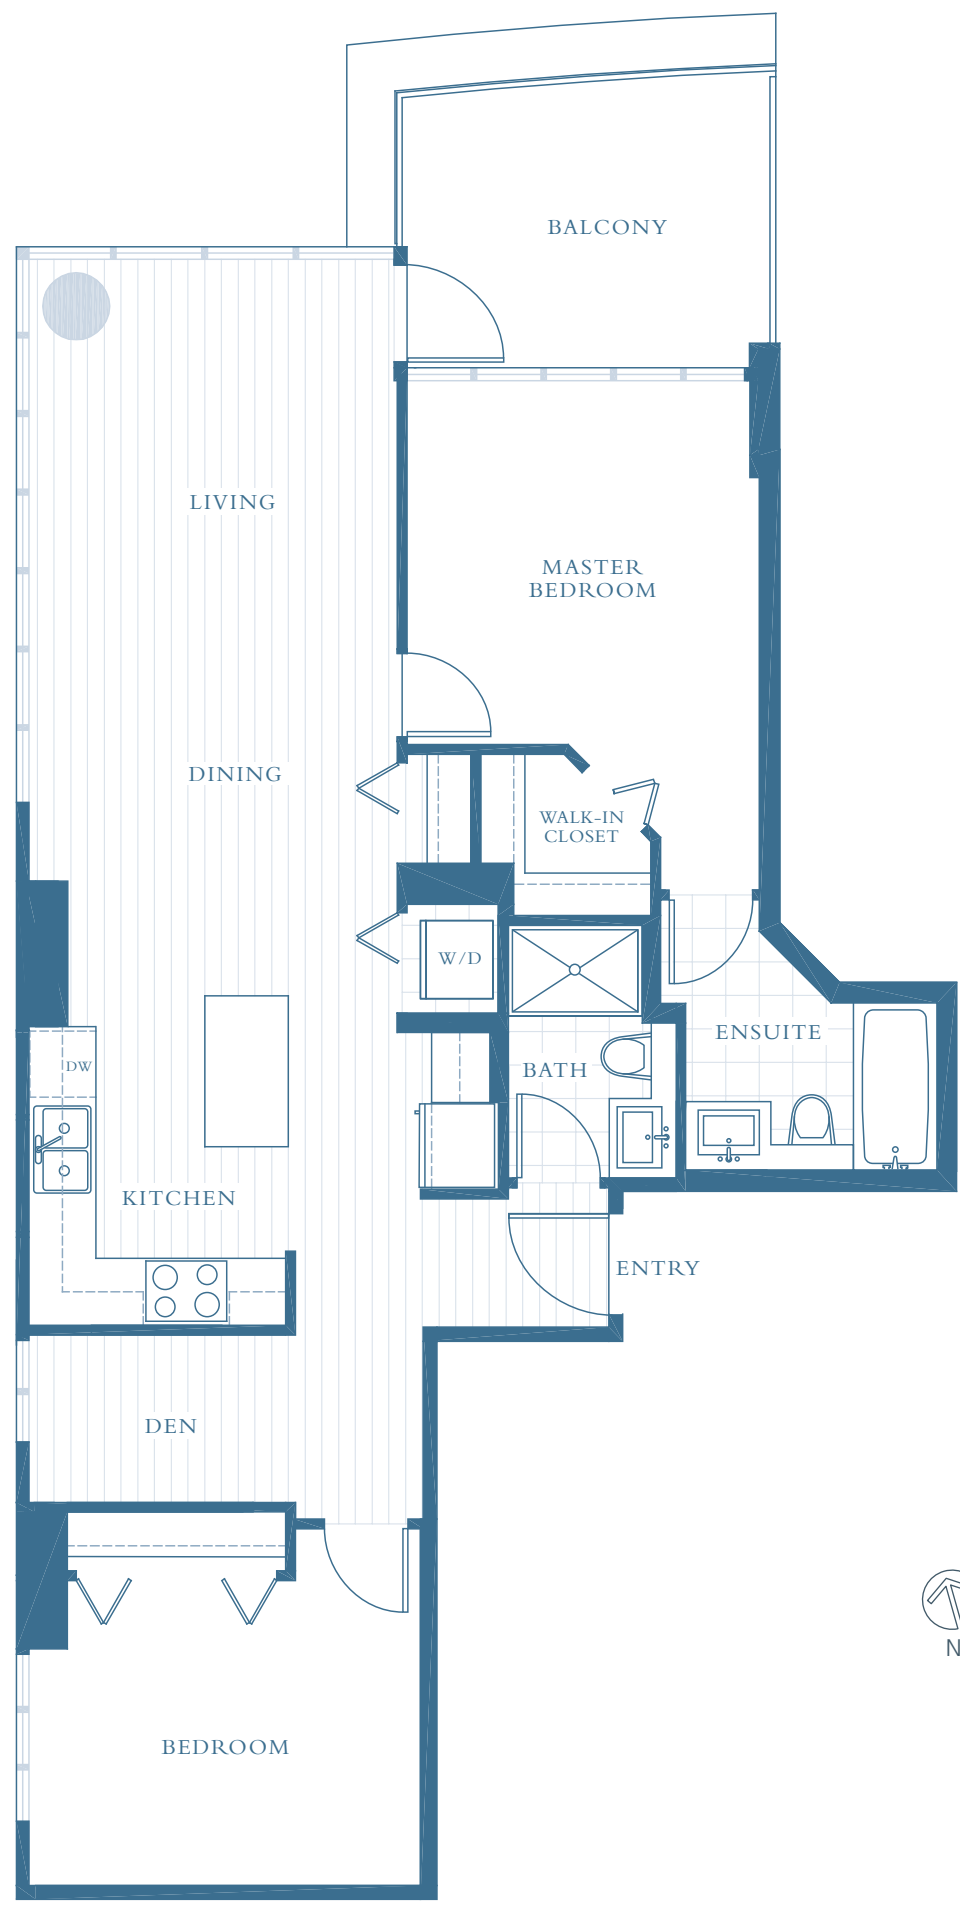 BALCONY
LIVING
MASTER
BEDROOM
DINING
WALK-IN
CLOSET
W/D
ENSUITE
DW
BATH
KITCHEN
ENTRY
DEN
N
BEDROOM